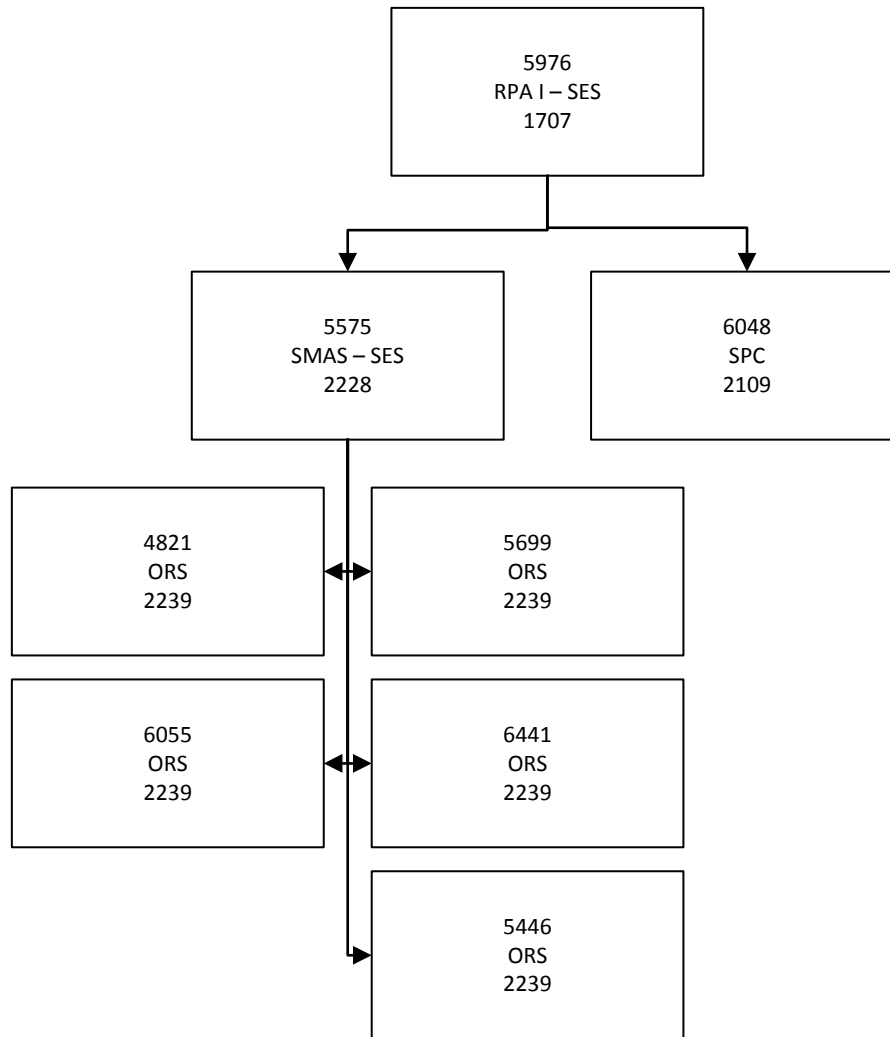 5976
RPA I – SES
1707
5575
SMAS – SES
2228
6048
SPC
2109
4821
ORS
2239
5699
ORS
2239
6055
ORS
2239
6441
ORS
2239
5446
ORS
2239